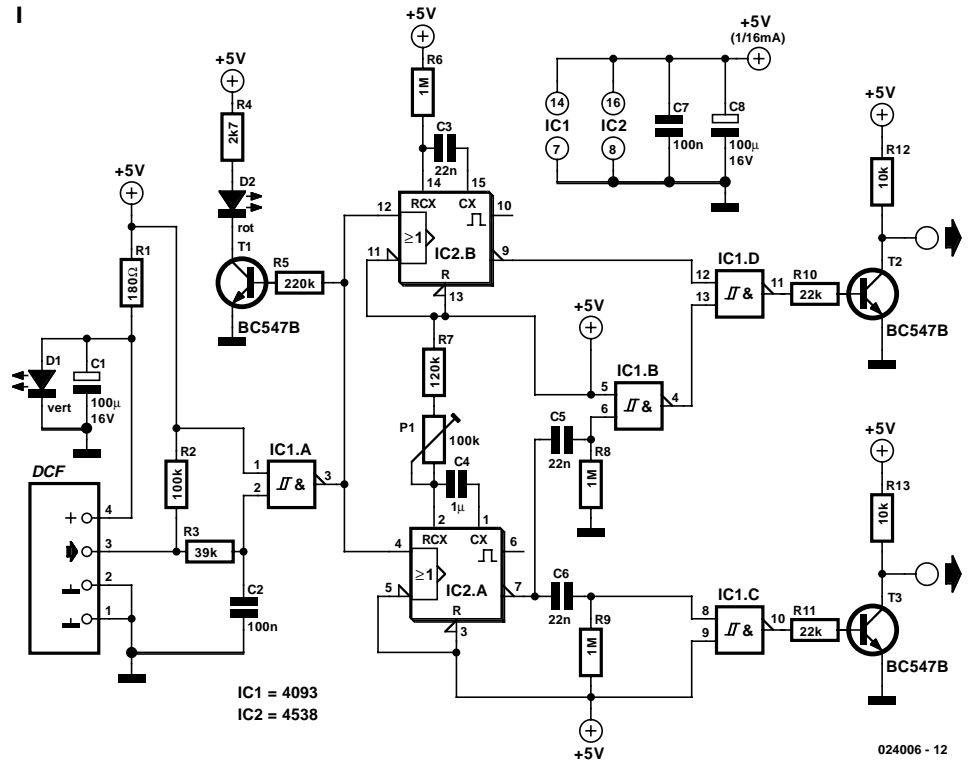 I
+5V
R6
1M
C3
22n
14
15
12
RCX
CX
10
≥1
11
IC2.B
9
R
13
+5V
R4
2k7
D2
rot
T1
R5
220k
BC547B
+5V
R1
180Ω
D1
vert
C1
100µ
16V
DCF
+
4
3
2
1
R2
100k
R3
39k
C2
100n
IC1.A
1
2
&
3
R7
120k
P1
100k
C4
1µ
2
1
4
RCX
CX
6
≥1
5
IC2.A
7
R
3
+5V
(1/16mA)
14
IC1
7
16
IC2
8
C7
100n
C8
100µ
16V
+5V
IC1.B
5
6
&
4
C5
22n
R8
1M
C6
22n
R9
1M
+5V
IC1.D
12
13
&
11
R10
22k
+5V
R12
10k
T2
BC547B
IC1.C
8
9
&
10
R11
22k
+5V
R13
10k
T3
BC547B
IC1 = 4093
IC2 = 4538
024006 - 12